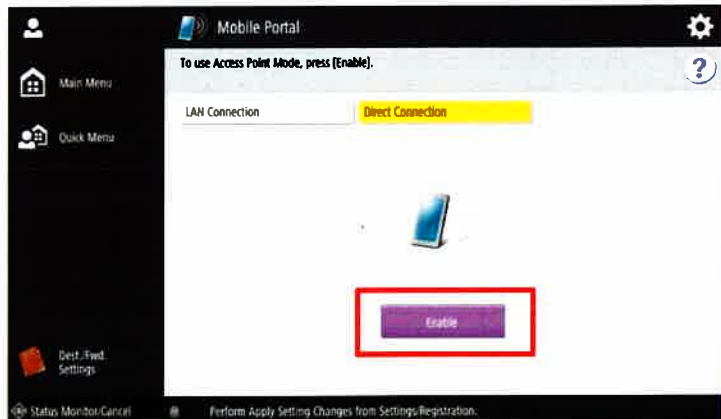 Mobile Portal
To use Access Point Mode, press [Enable].
?
Main Menu
LAN Connection
Direct Connection
Quick Menu
Enable
Dest./Fwd.
Settings
Status Monitor/Cancel
Perform Apply Setting Changes from Settings/Registration.